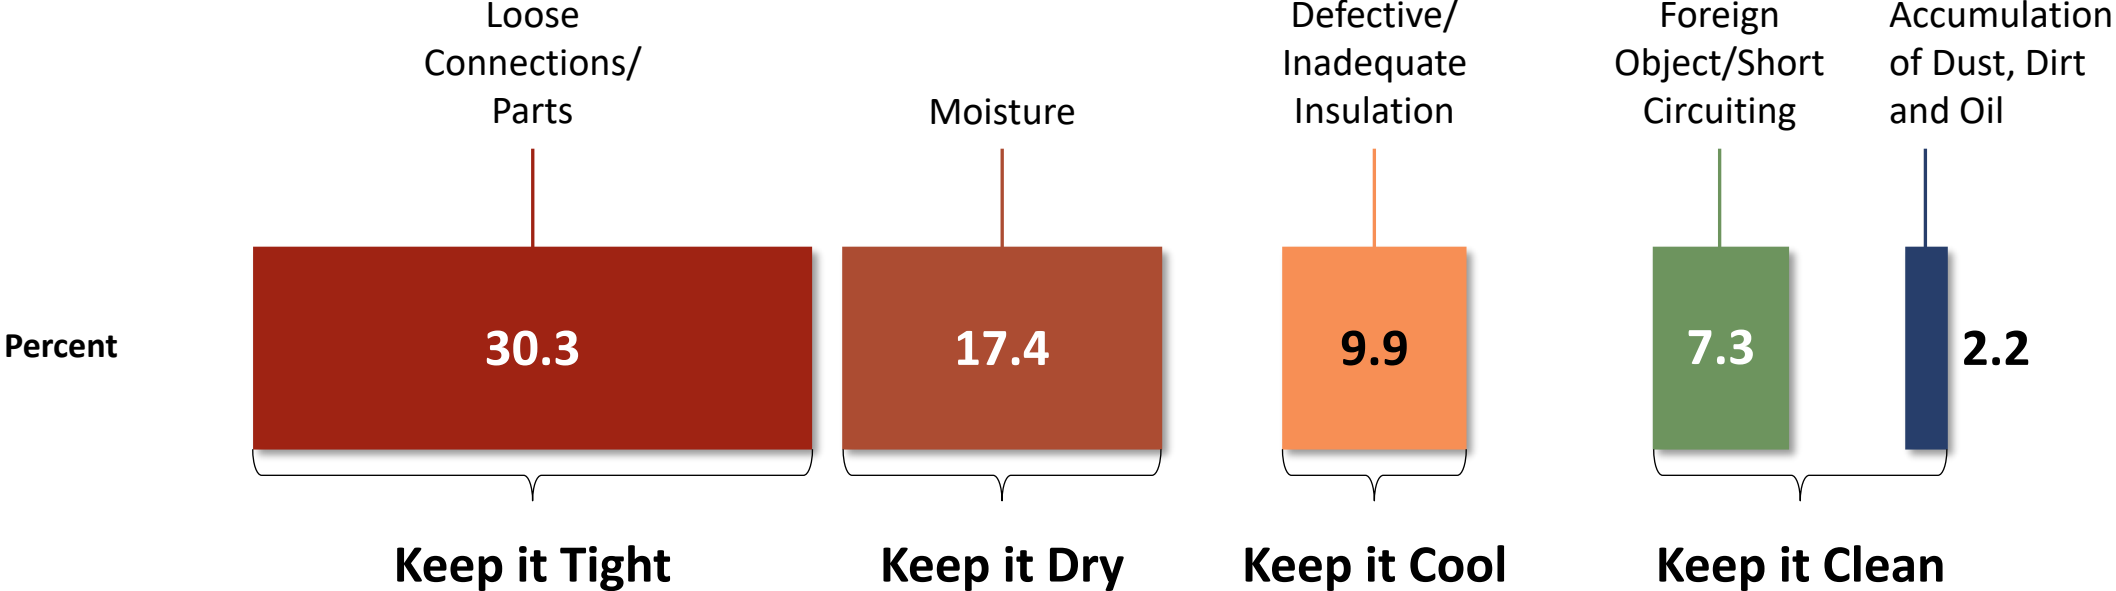 Loose
Connections/
Parts
Moisture
Defective/
Inadequate
Insulation
Foreign
Object/Short
Circuiting
Accumulation
of Dust, Dirt
and Oil
Percent
30.3
17.4
9.9
7.3
2.2
Keep it Tight
Keep it Dry
Keep it Cool
Keep it Clean